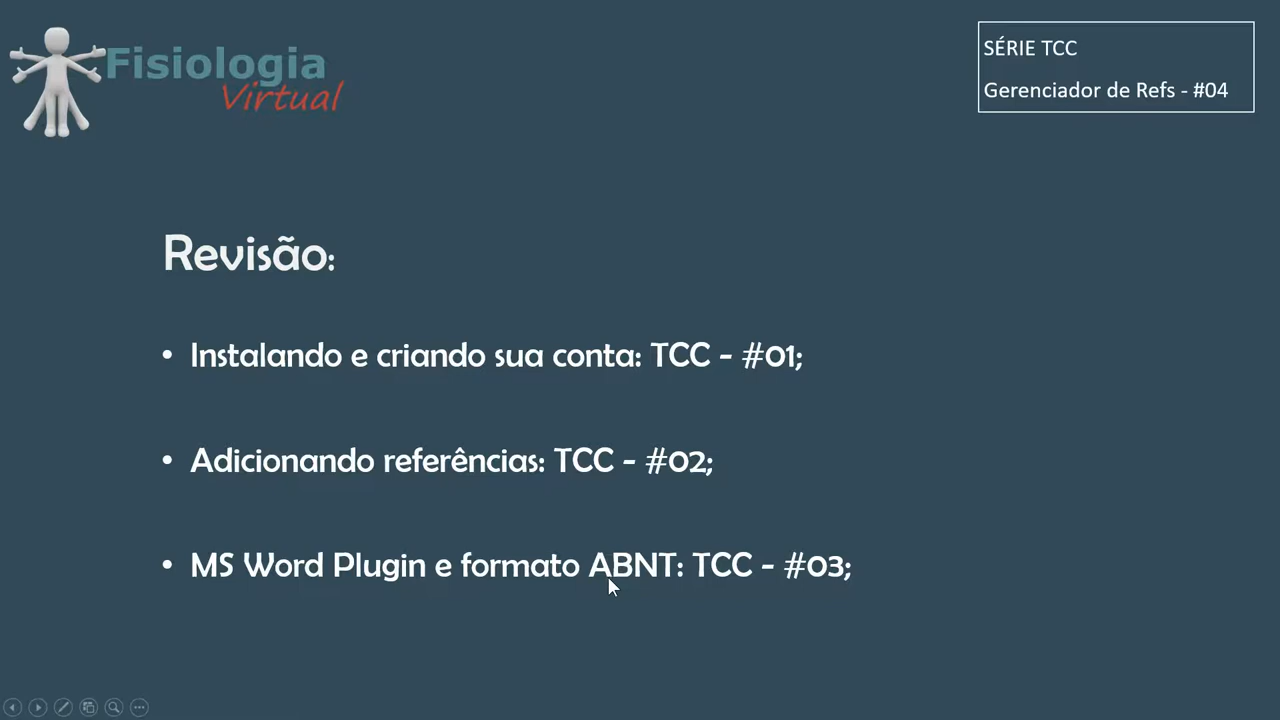 Fisiologia
Virtual
SÉRIE TCC
Gerenciador de Refs - #04
Revisão:
• Instalando e criando sua conta: TCC - #01;
• Adicionando referências: TCC - #02;
• MS Word Plugin e formato ABNT: TCC - #03;